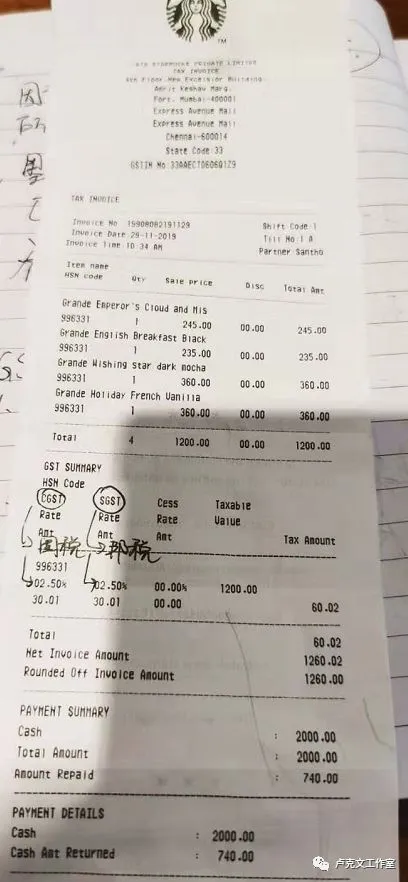 TM
TATA STARBUCKS PRIVATE LIMITED
TAX INVOICE
4th Floor New Excelsior Building.
Amrit Keshav Marg.
Fort. Mumbai-400001
Express Avenue Mall
Express Avenue Mall
Chennai-600014
State Code 33
GSTIN No:33AAECT0606Q1Z9
TAX INVOICE
Invoice No 19908082191129 Shift Code 1
Invoice Date 29-11-2019 Till No 1 A
Invoice Time 10:34 AM Partner Santho
Item name
HSN code Qty Sale price Disc Total Amt
Grande Emperor's Cloud and Mis
996331 1 245.00 00.00 245.00
Grande English Breakfast Black
996331 1 235.00 00.00 235.00
Grande Wishing Star dark mocha
996331 1 360.00 00.00 360.00
Grande Holiday French Vanilla
996331 1 360.00 00.00 360.00
Total 4 1200.00 00.00 1200.00
GST SUMMARY
HSN Code
CGST SGST Cess Taxable
Rate Rate Rate Value
Amt Amt Amt Tax Amount
国税 邦税
996331
02.50% 02.50% 00.00% 1200.00
30.01 30.01 00.00 60.02
Total 60.02
Net Invoice Amount 1260.02
Rounded Off Invoice Amount 1260.00
PAYMENT SUMMARY
Cash : 2000.00
Total Amount : 2000.00
Amount Repaid : 740.00
PAYMENT DETAILS
Cash : 2000.00
Cash Amt Returned : 740.00
卢克文工作室